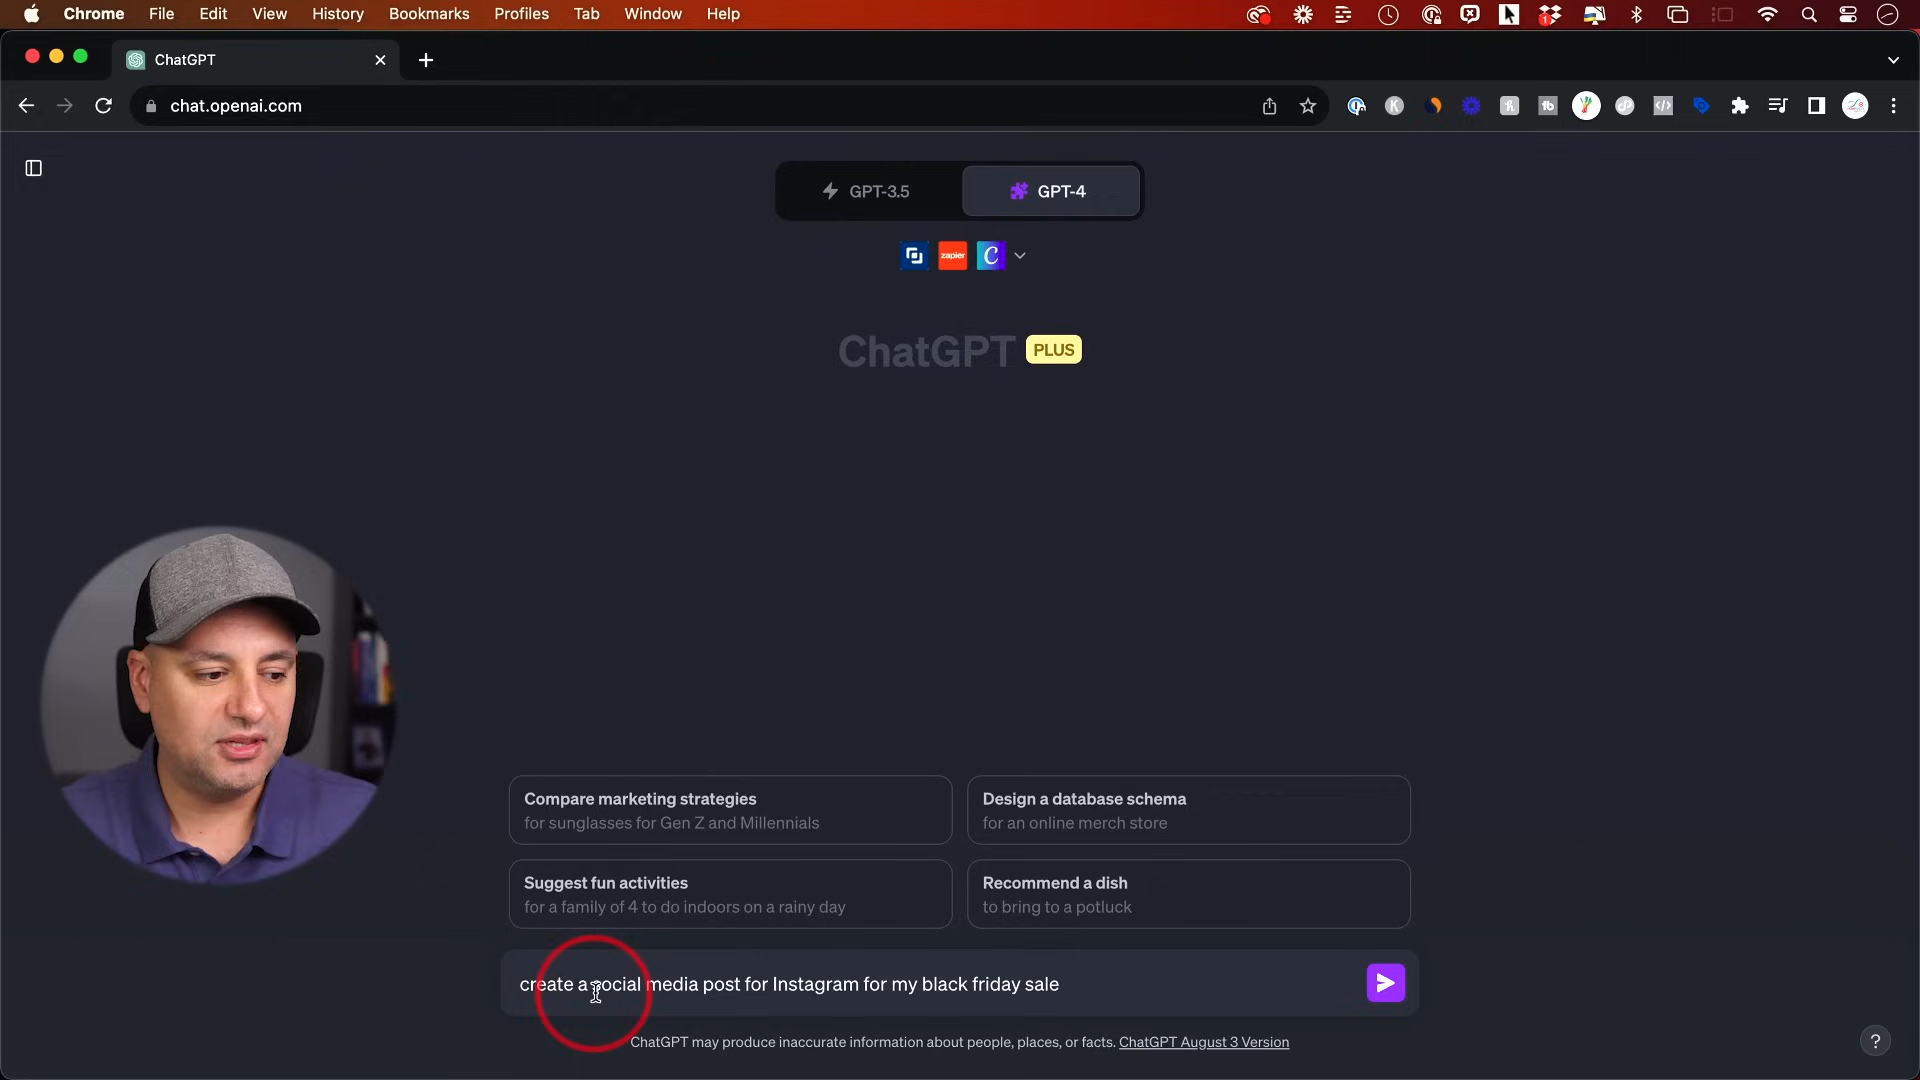 Chrome File Edit View History Bookmarks Profiles Tab Window Help
ChatGPT
chat.openai.com
GPT-3.5
GPT-4
zapier
C
ChatGPT PLUS
Compare marketing strategies
for sunglasses for Gen Z and Millennials
Design a database schema
for an online merch store
Suggest fun activities
for a family of 4 to do indoors on a rainy day
Recommend a dish
to bring to a potluck
create a social media post for Instagram for my black friday sale
ChatGPT may produce inaccurate information about people, places, or facts. ChatGPT August 3 Version
?